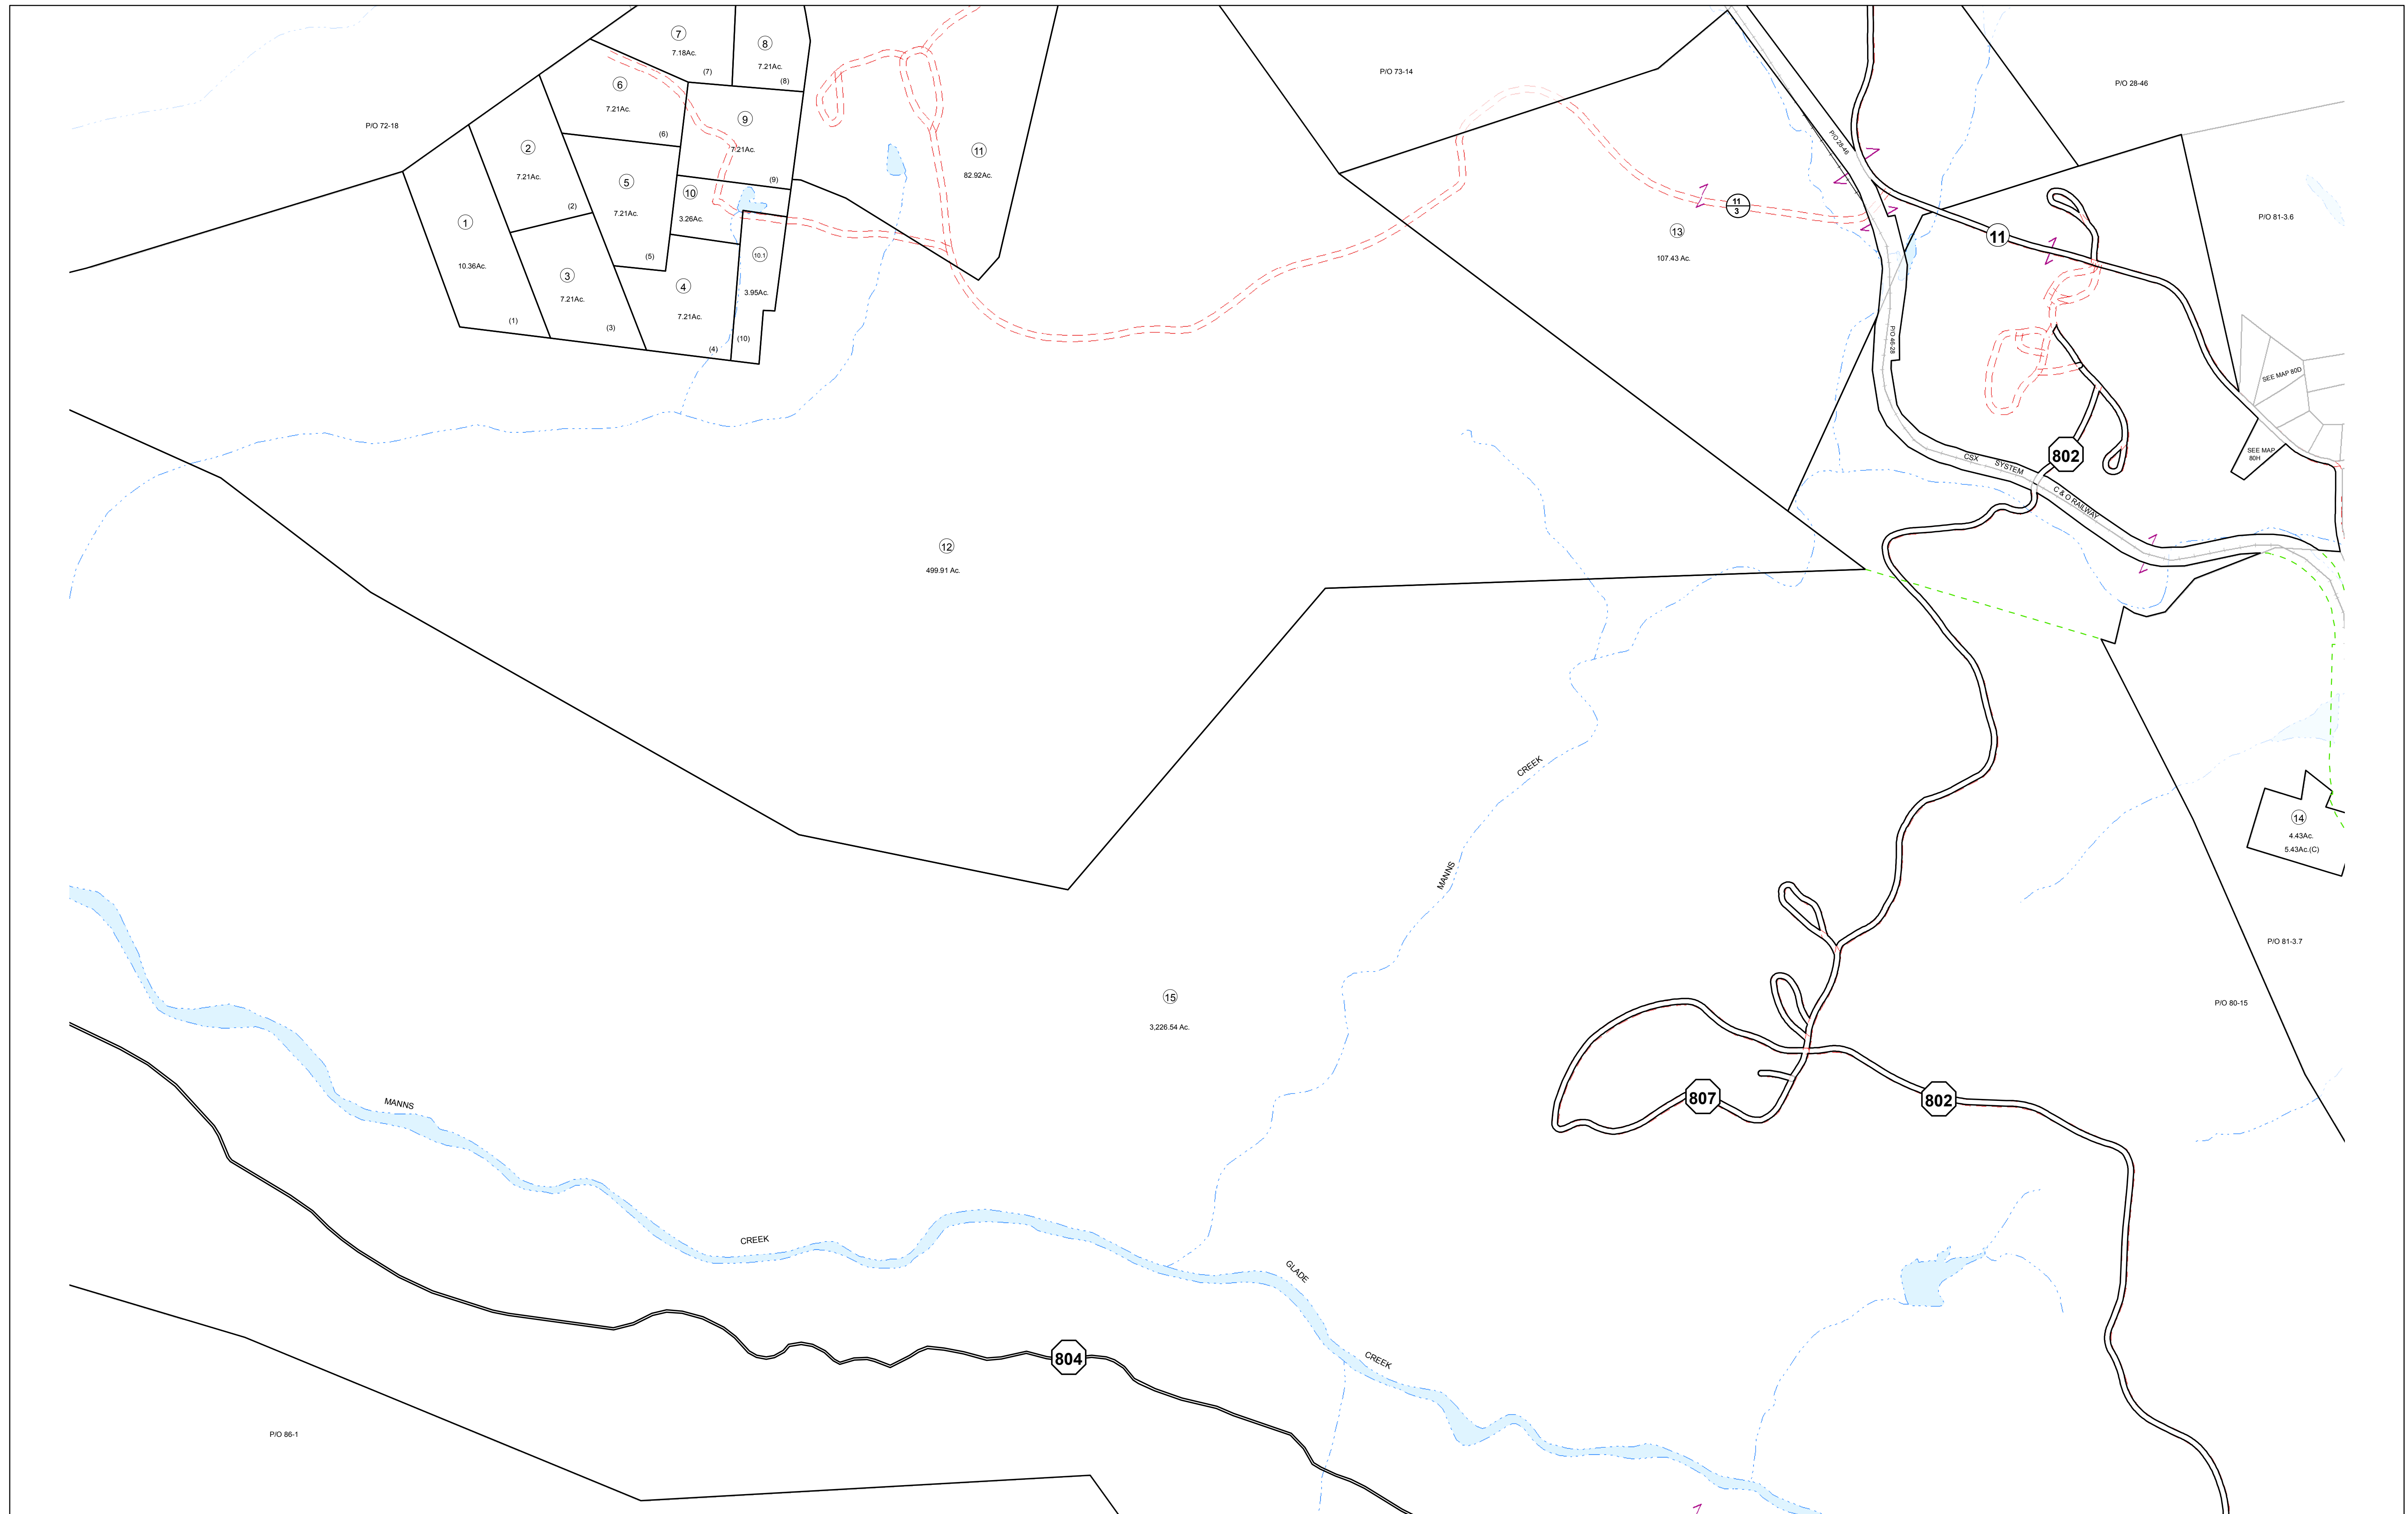 7
7.18Ac.
(7)
8
7.21Ac.
(8)
P/O 73-14
P/O 28-46
6
7.21Ac.
(6)
9
7.21Ac.
(9)
P/O 72-18
2
7.21Ac.
(2)
11
82.92Ac.
P/O 28-46
5
7.21Ac.
(5)
10
3.26Ac.
11
3
1
10.36Ac.
(1)
13
107.43 Ac.
11
P/O 81-3.6
3
7.21Ac.
(3)
4
7.21Ac.
(4)
10.1
3.95Ac.
(10)
P/O 46-28
SEE MAP 80D
SEE MAP
80H
802
CSX SYSTEM
C & O RAILWAY
12
499.91 Ac.
CREEK
MANNS
14
4.43Ac.
5.43Ac.(C)
P/O 81-3.7
15
3,226.54 Ac.
P/O 80-15
MANNS
807
802
CREEK
GLADE
CREEK
804
P/O 86-1